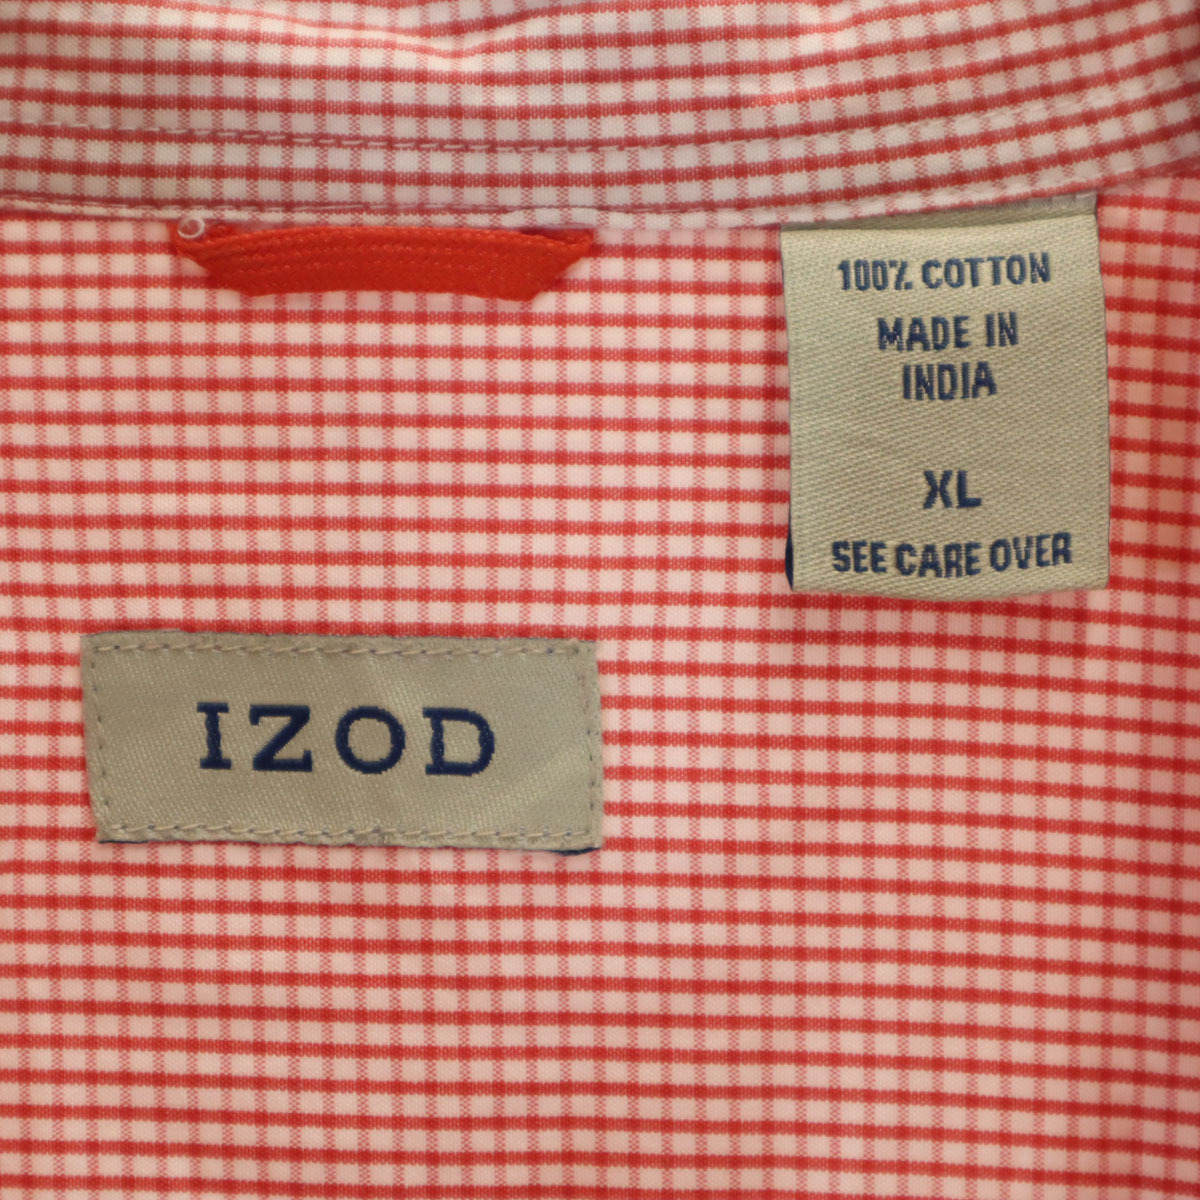 100% COTTON
MADE IN
INDIA
XL
SEE CARE OVER
IZOD